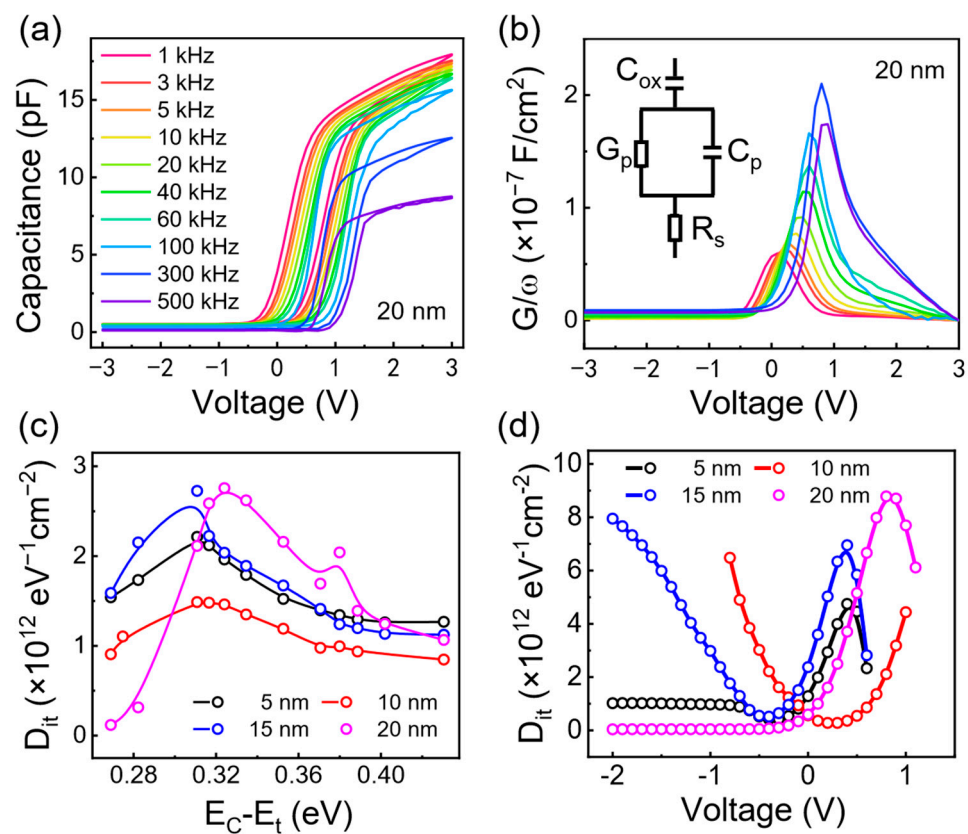 (a)
Capacitance (pF)
15
10
5
0
1 kHz
3 kHz
5 kHz
10 kHz
20 kHz
40 kHz
60 kHz
100 kHz
300 kHz
500 kHz
20 nm
−3 −2 −1 0 1 2 3
Voltage (V)
(b)
G/ω (×10⁻⁷ F/cm²)
2
1
0
20 nm
Cox
Gp
Cp
Rs
−3 −2 −1 0 1 2 3
Voltage (V)
(c)
Dit (×10¹² eV⁻¹cm⁻²)
3
2
1
0
5 nm 10 nm
15 nm 20 nm
0.28 0.32 0.36 0.40
EC-Et (eV)
(d)
Dit (×10¹² eV⁻¹cm⁻²)
10
8
6
4
2
0
5 nm 10 nm
15 nm 20 nm
-2 -1 0 1
Voltage (V)